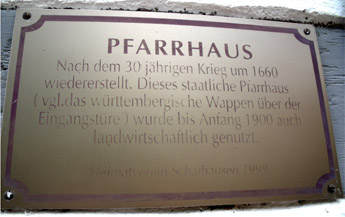 PFARRHAUS
Nach dem 30 jährigen Krieg um 1660
wiedererstellt. Dieses staatliche Pfarrhaus
( vgl.das württembergische Wappen über der
Eingangstüre ) wurde bis Anfang 1900 auch
landwirtschaftlich genutzt.
Heimatverein Schafhausen